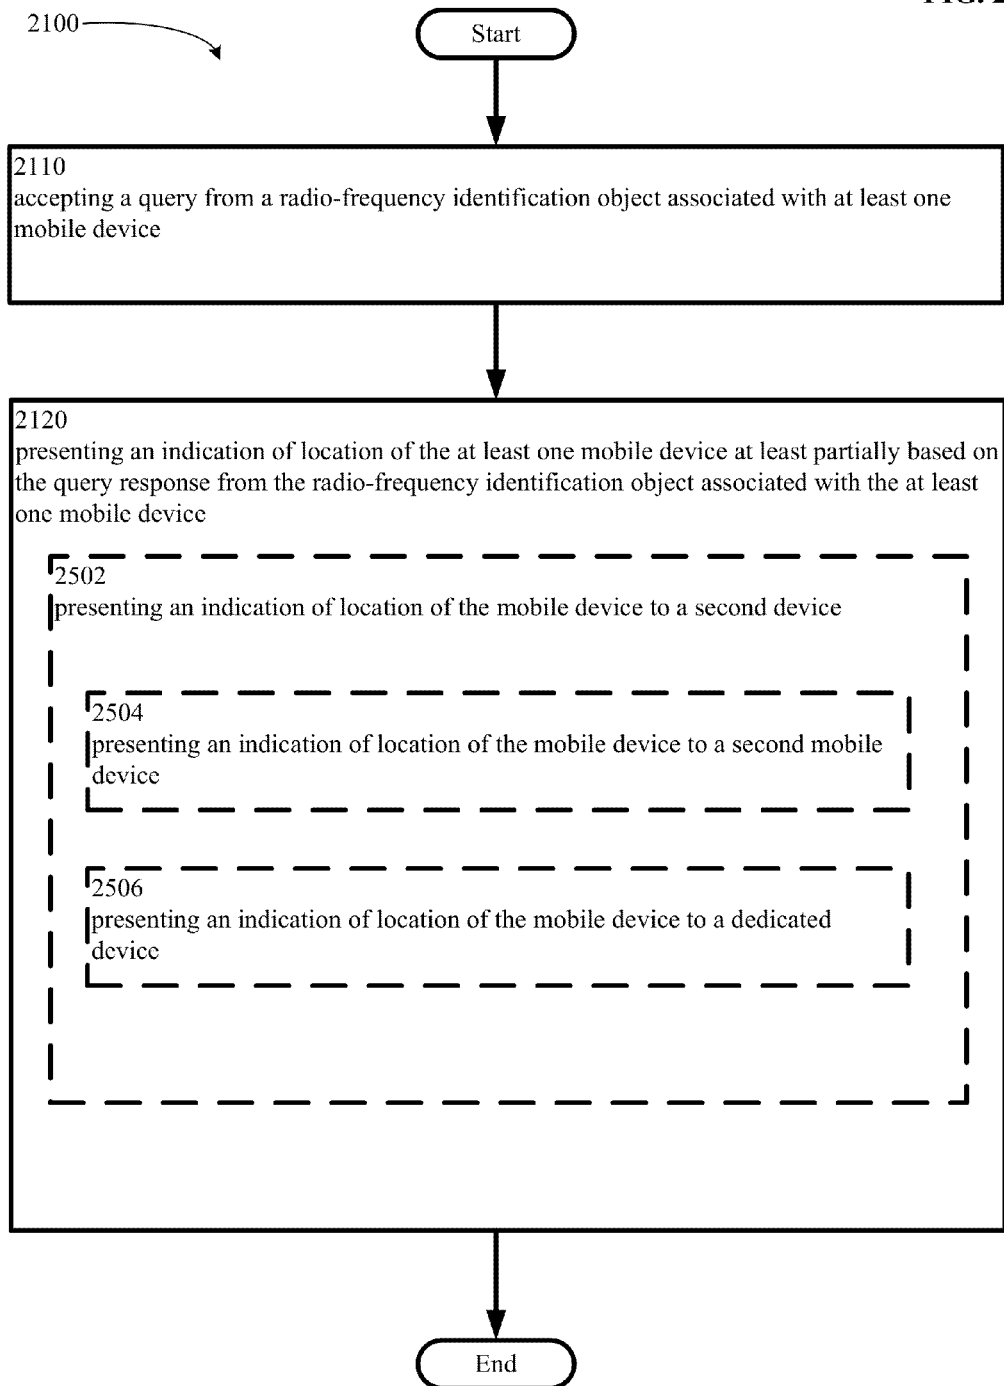 2100
FIG. 2
Start
2110
accepting a query from a radio-frequency identification object associated with at least one
mobile device
2120
presenting an indication of location of the at least one mobile device at least partially based on
the query response from the radio-frequency identification object associated with the at least
one mobile device
2502
presenting an indication of location of the mobile device to a second device
2504
presenting an indication of location of the mobile device to a second mobile
device
2506
presenting an indication of location of the mobile device to a dedicated
device
End